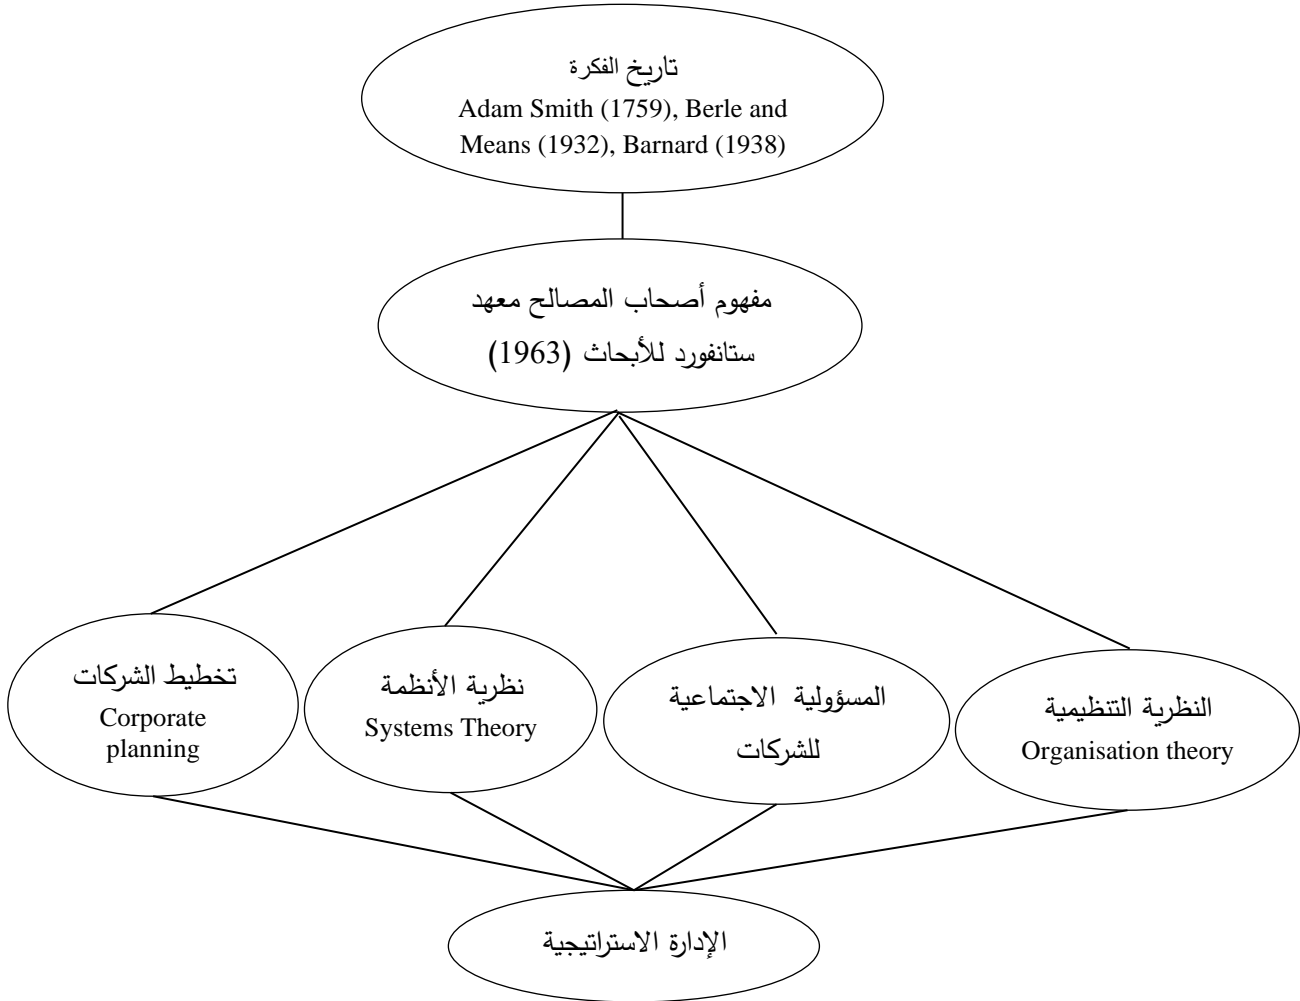 تاريخ الفكرة
Adam Smith (1759), Berle and
Means (1932), Barnard (1938)
مفهوم أصحاب المصالح معهد
ستانفورد للأبحاث (1963)
تخطيط الشركات
Corporate
planning
نظرية الأنظمة
Systems Theory
المسؤولية الاجتماعية
للشركات
النظرية التنظيمية
Organisation theory
الإدارة الاستراتيجية